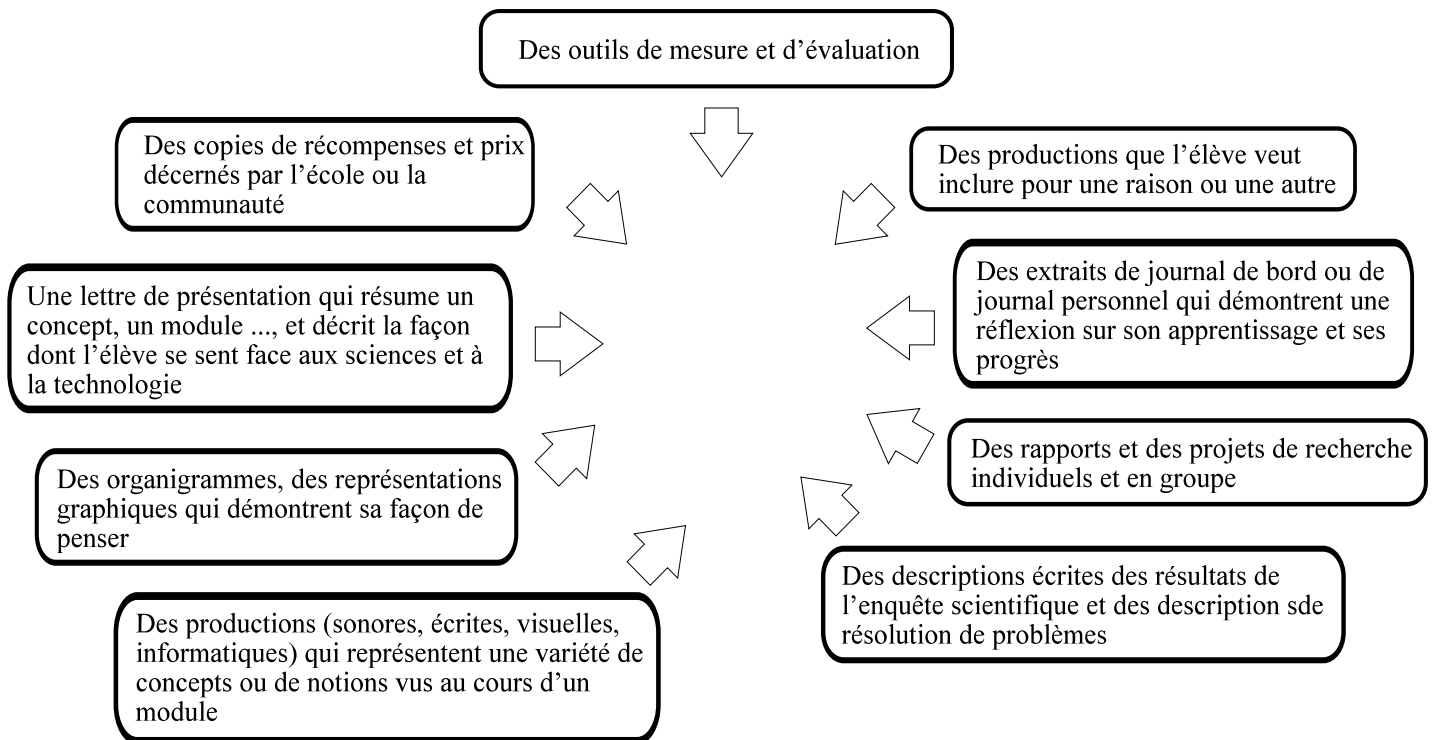 Des outils de mesure et d’évaluation
Des copies de récompenses et prix
décernés par l’école ou la
communauté
Des productions que l’élève veut
inclure pour une raison ou une autre
Une lettre de présentation qui résume un
concept, un module ..., et décrit la façon
dont l’élève se sent face aux sciences et à
la technologie
Des extraits de journal de bord ou de
journal personnel qui démontrent une
réflexion sur son apprentissage et ses
progrès
Des organigrammes, des représentations
graphiques qui démontrent sa façon de
penser
Des rapports et des projets de recherche
individuels et en groupe
Des productions (sonores, écrites, visuelles,
informatiques) qui représentent une variété de
concepts ou de notions vus au cours d’un
module
Des descriptions écrites des résultats de
l’enquête scientifique et des description sde
résolution de problèmes